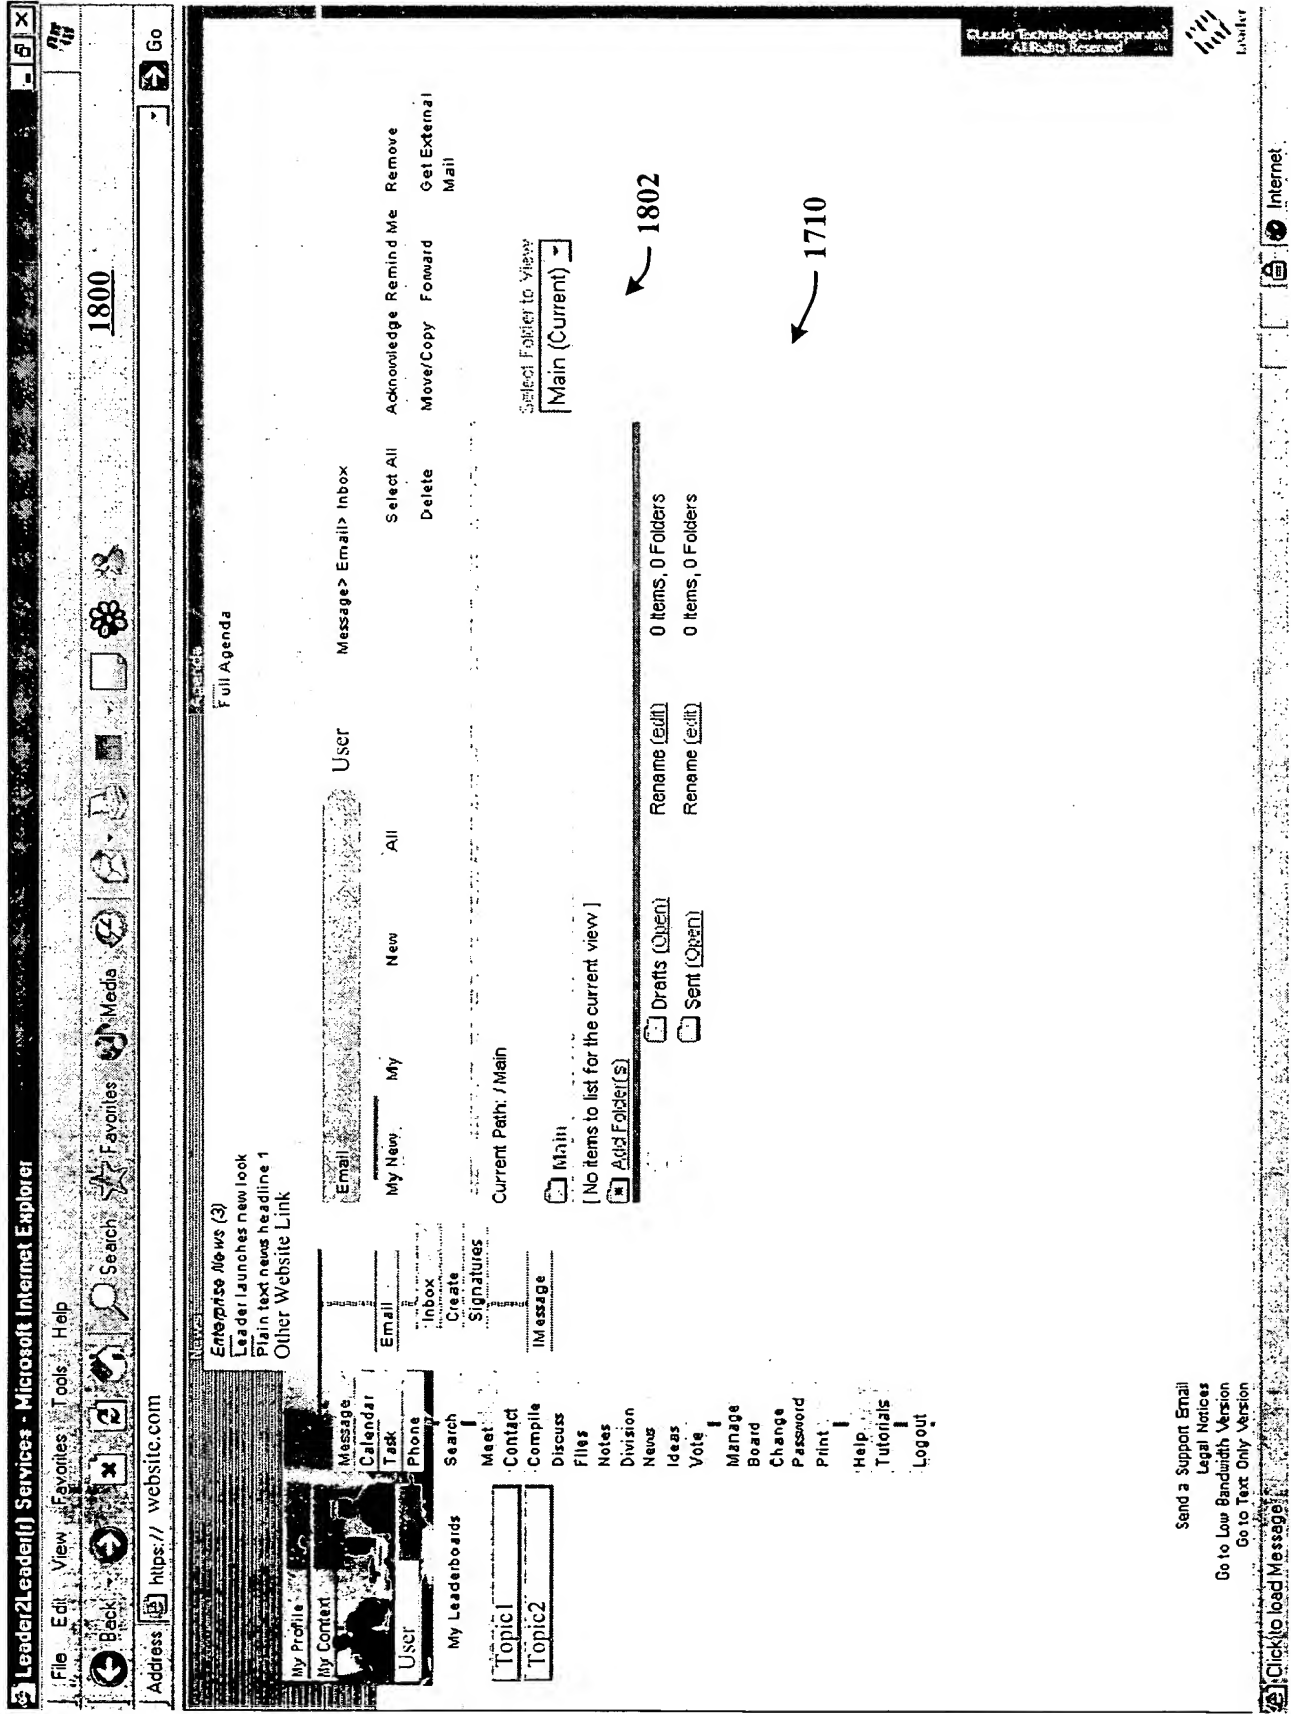 Leader2Leader(r) Services - Microsoft Internet Explorer
File Edit View Favorites Tools Help
Back Search Favorites Media
1800
Address https:// website.com Go
News Agenda
Enterprise News (3) Full Agenda
Leader launches new look
Plain text news headline 1
Other Website Link
My Profile
My Context
User
Message
Calendar
Task
Phone
Search
Meet
Contact
Compile
Discuss
Files
Notes
Division
News
Ideas
Vote
Manage
Board
Change
Password
Print
Help
Tutorials
Logout
My Leaderboards
Topic1
Topic2
Email
Inbox
Create
Signatures
IMessage
Email User Message> Email> Inbox
My New My New All Select All Acknowledge Remind Me Remove
Delete Move/Copy Forward Get External
Mail
Current Path: / Main
Select Folder to View
Main (Current)
Main
[ No items to list for the current view ]
Add Folder(s)
1802
Drafts (Open) Rename (edit) 0 Items, 0 Folders
Sent (Open) Rename (edit) 0 Items, 0 Folders
1710
©Leader Technologies Incorporated
All Rights Reserved
Leader
Send a Support Email
Legal Notices
Go to Low Bandwidth Version
Go to Text Only Version
Click to load Message Internet